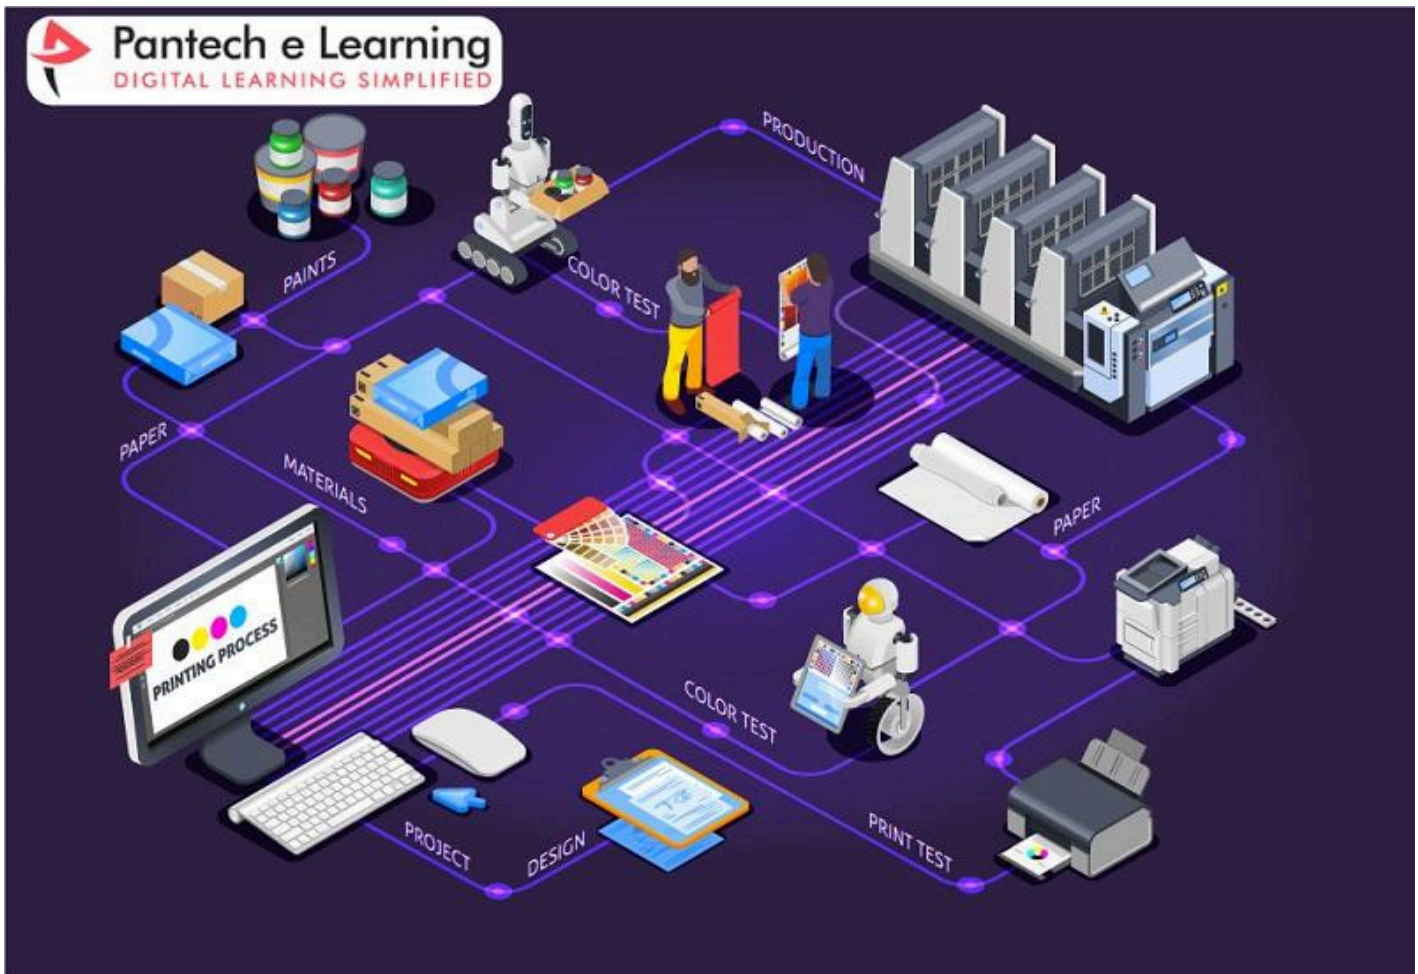 Pantech e Learning
DIGITAL LEARNING SIMPLIFIED
PRODUCTION
PAINTS
COLOR TEST
PAPER
MATERIALS
PAPER
PRINTING PROCESS
COLOR TEST
PROJECT
DESIGN
PRINT TEST